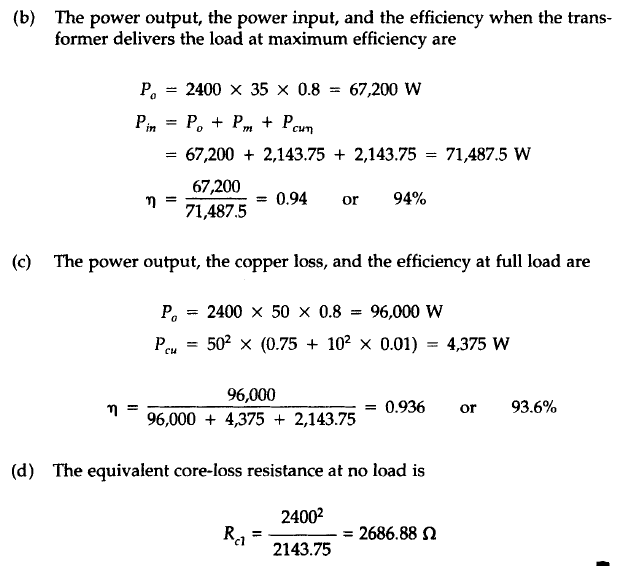 (b) The power output, the power input, and the efficiency when the trans-
former delivers the load at maximum efficiency are
Pₒ = 2400 × 35 × 0.8 = 67,200 W
Pᵢₙ = Pₒ + Pₘ + P_cuη
= 67,200 + 2,143.75 + 2,143.75 = 71,487.5 W
η = 67,200 / 71,487.5 = 0.94 or 94%
(c) The power output, the copper loss, and the efficiency at full load are
Pₒ = 2400 × 50 × 0.8 = 96,000 W
P_cu = 50² × (0.75 + 10² × 0.01) = 4,375 W
η = 96,000 / 96,000 + 4,375 + 2,143.75 = 0.936 or 93.6%
(d) The equivalent core-loss resistance at no load is
R_c1 = 2400² / 2143.75 = 2686.88 Ω